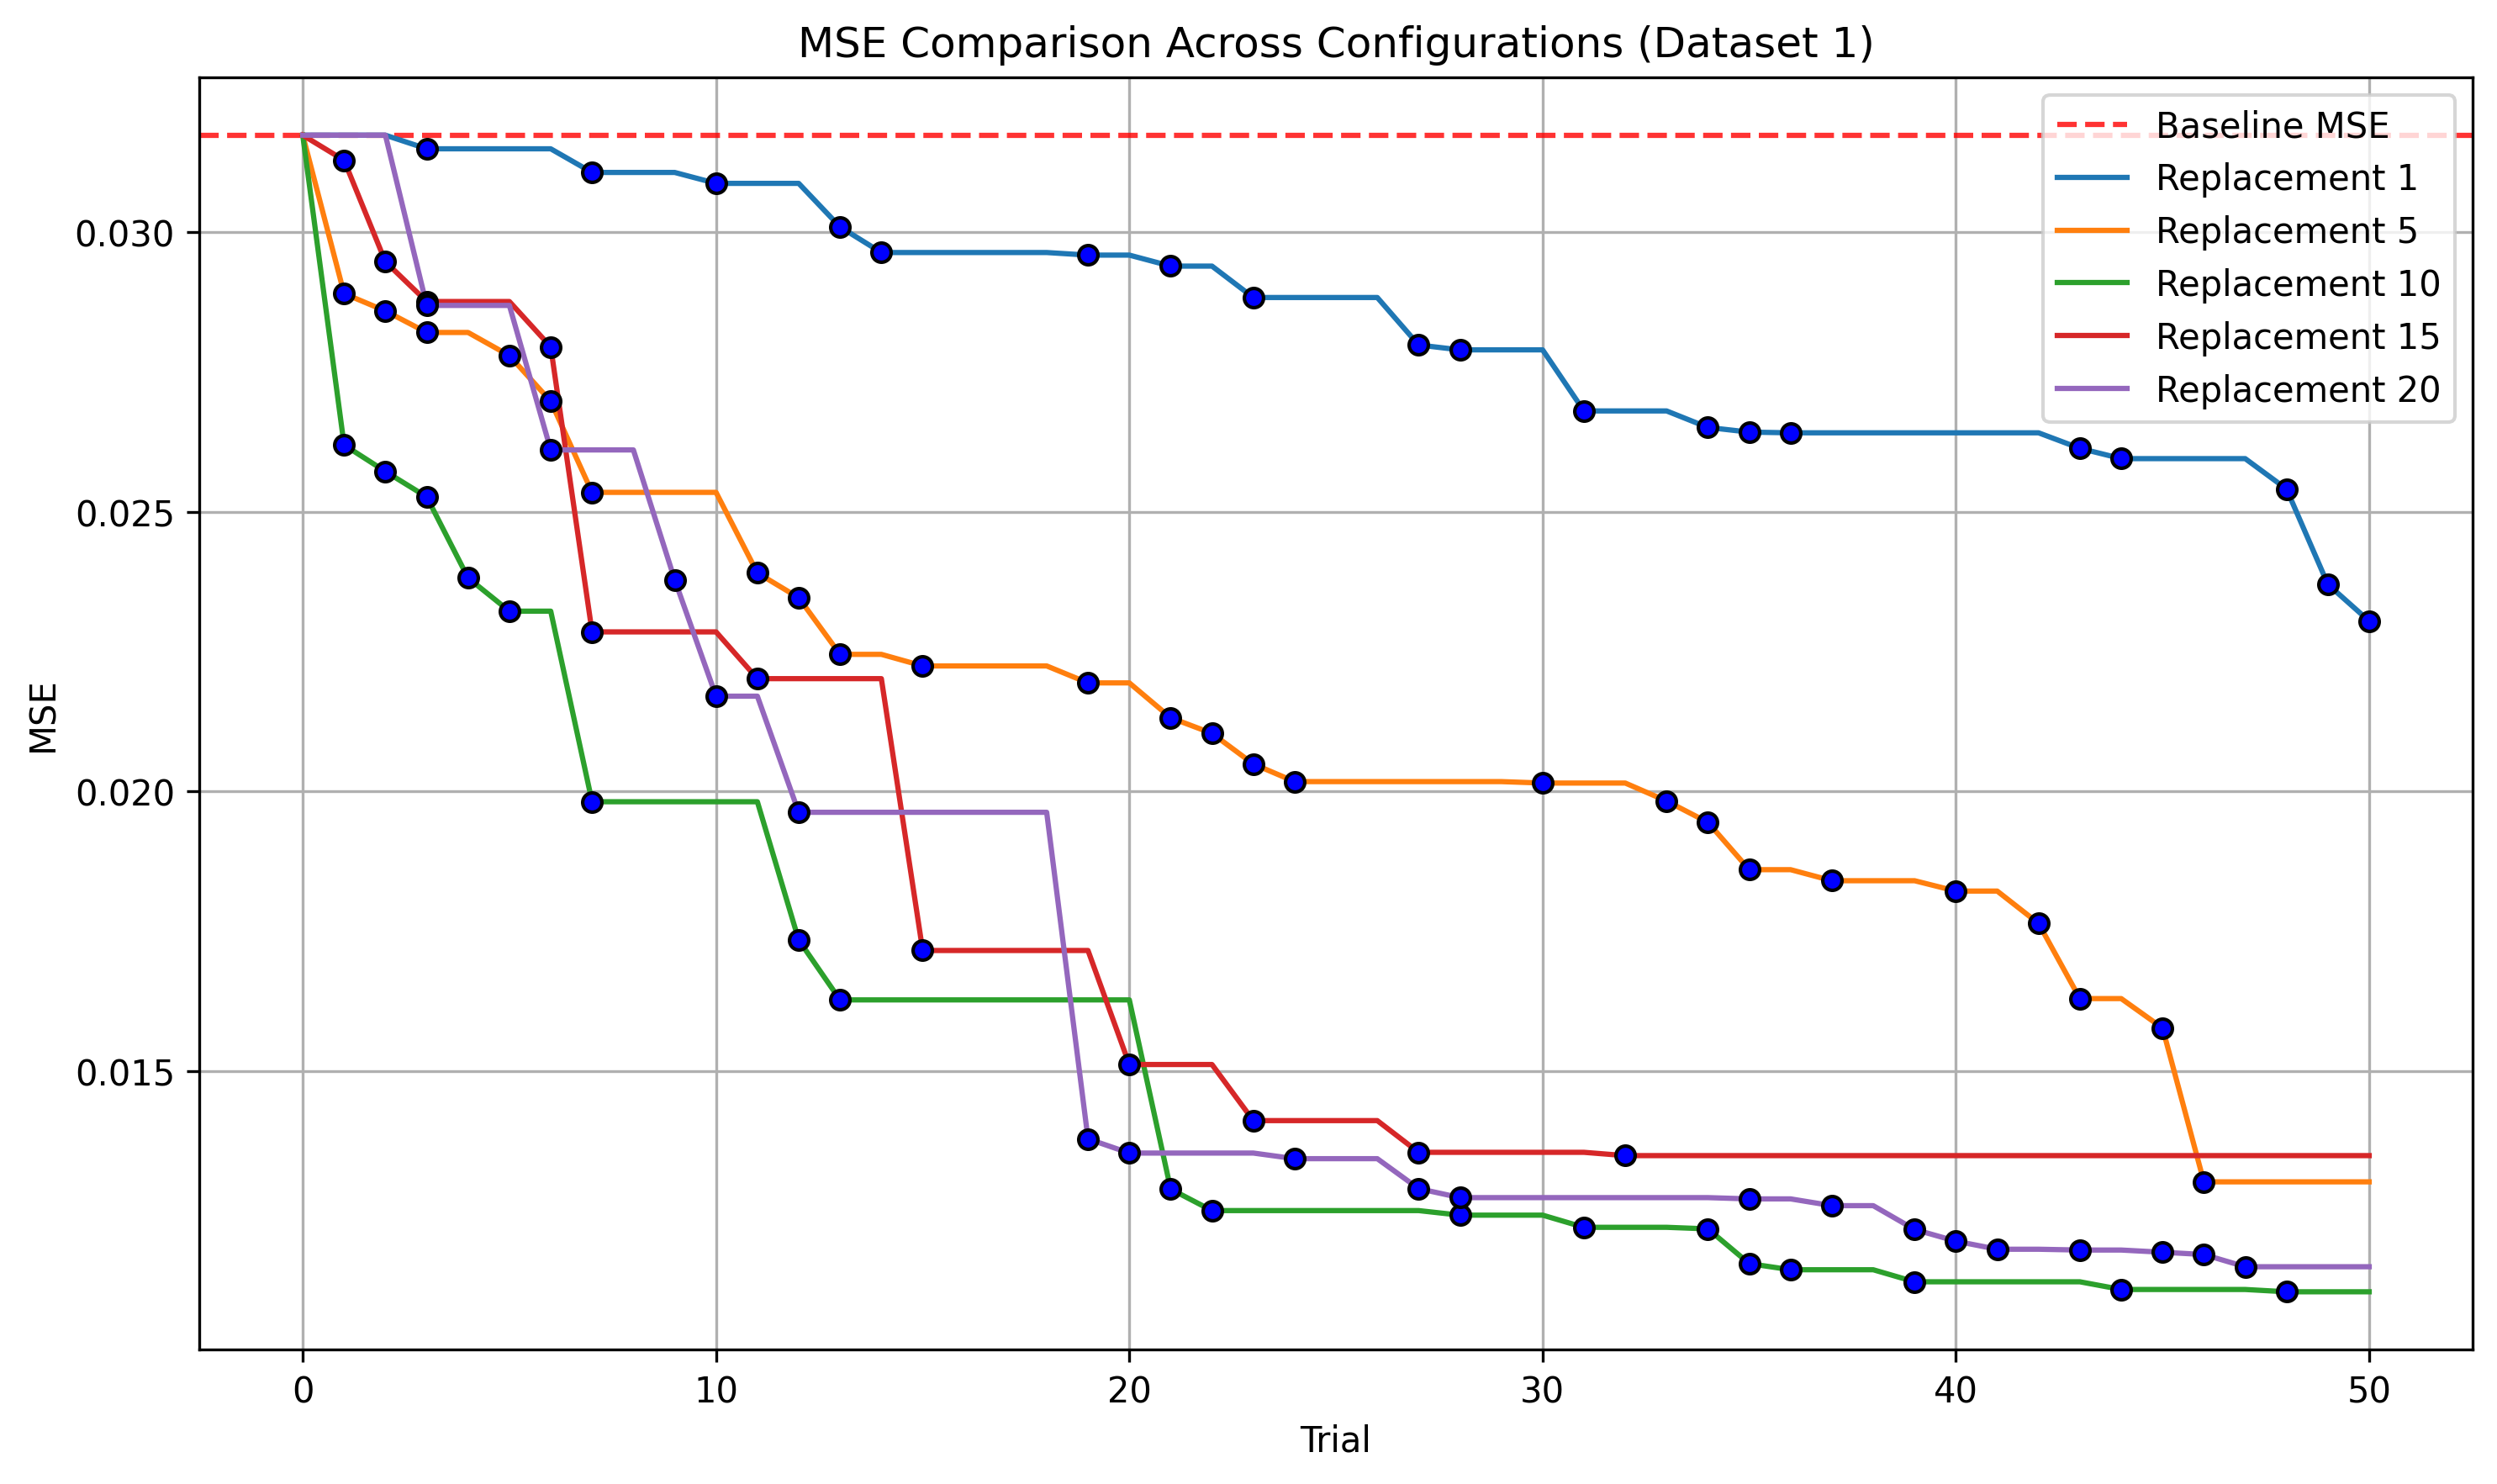 MSE Comparison Across Configurations (Dataset 1)
Baseline MSE
Replacement 1
Replacement 5
Replacement 10
Replacement 15
Replacement 20
0.030
0.025
0.020
0.015
MSE
0 10 20 30 40 50
Trial